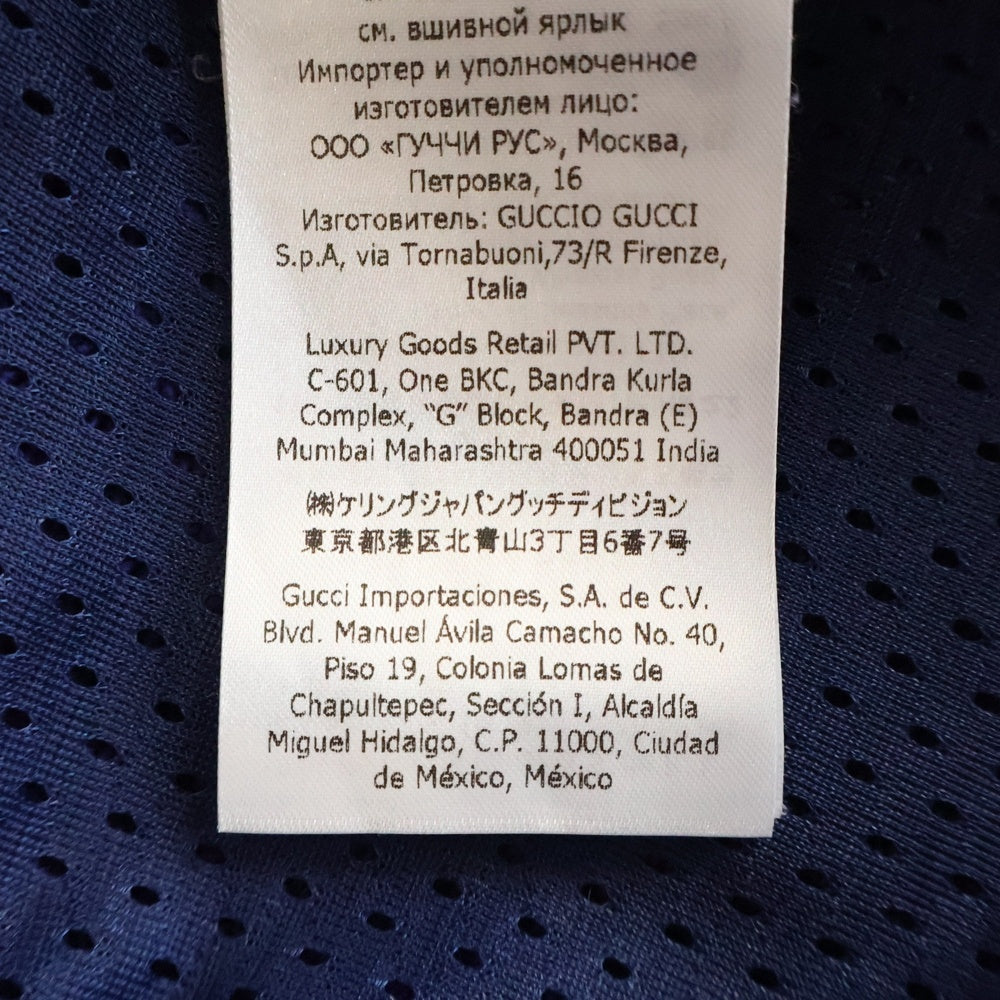 см. вшивной ярлык
Импортер и уполномоченное
изготовителем лицо:
ООО «ГУЧЧИ РУС», Москва,
Петровка, 16
Изготовитель: GUCCIO GUCCI
S.p.A, via Tornabuoni,73/R Firenze,
Italia
Luxury Goods Retail PVT. LTD.
C-601, One BKC, Bandra Kurla
Complex, “G” Block, Bandra (E)
Mumbai Maharashtra 400051 India
㈱ケリングジャパングッチディビジョン
東京都港区北青山3丁目6番7号
Gucci Importaciones, S.A. de C.V.
Blvd. Manuel Ávila Camacho No. 40,
Piso 19, Colonia Lomas de
Chapultepec, Sección I, Alcaldía
Miguel Hidalgo, C.P. 11000, Ciudad
de México, México